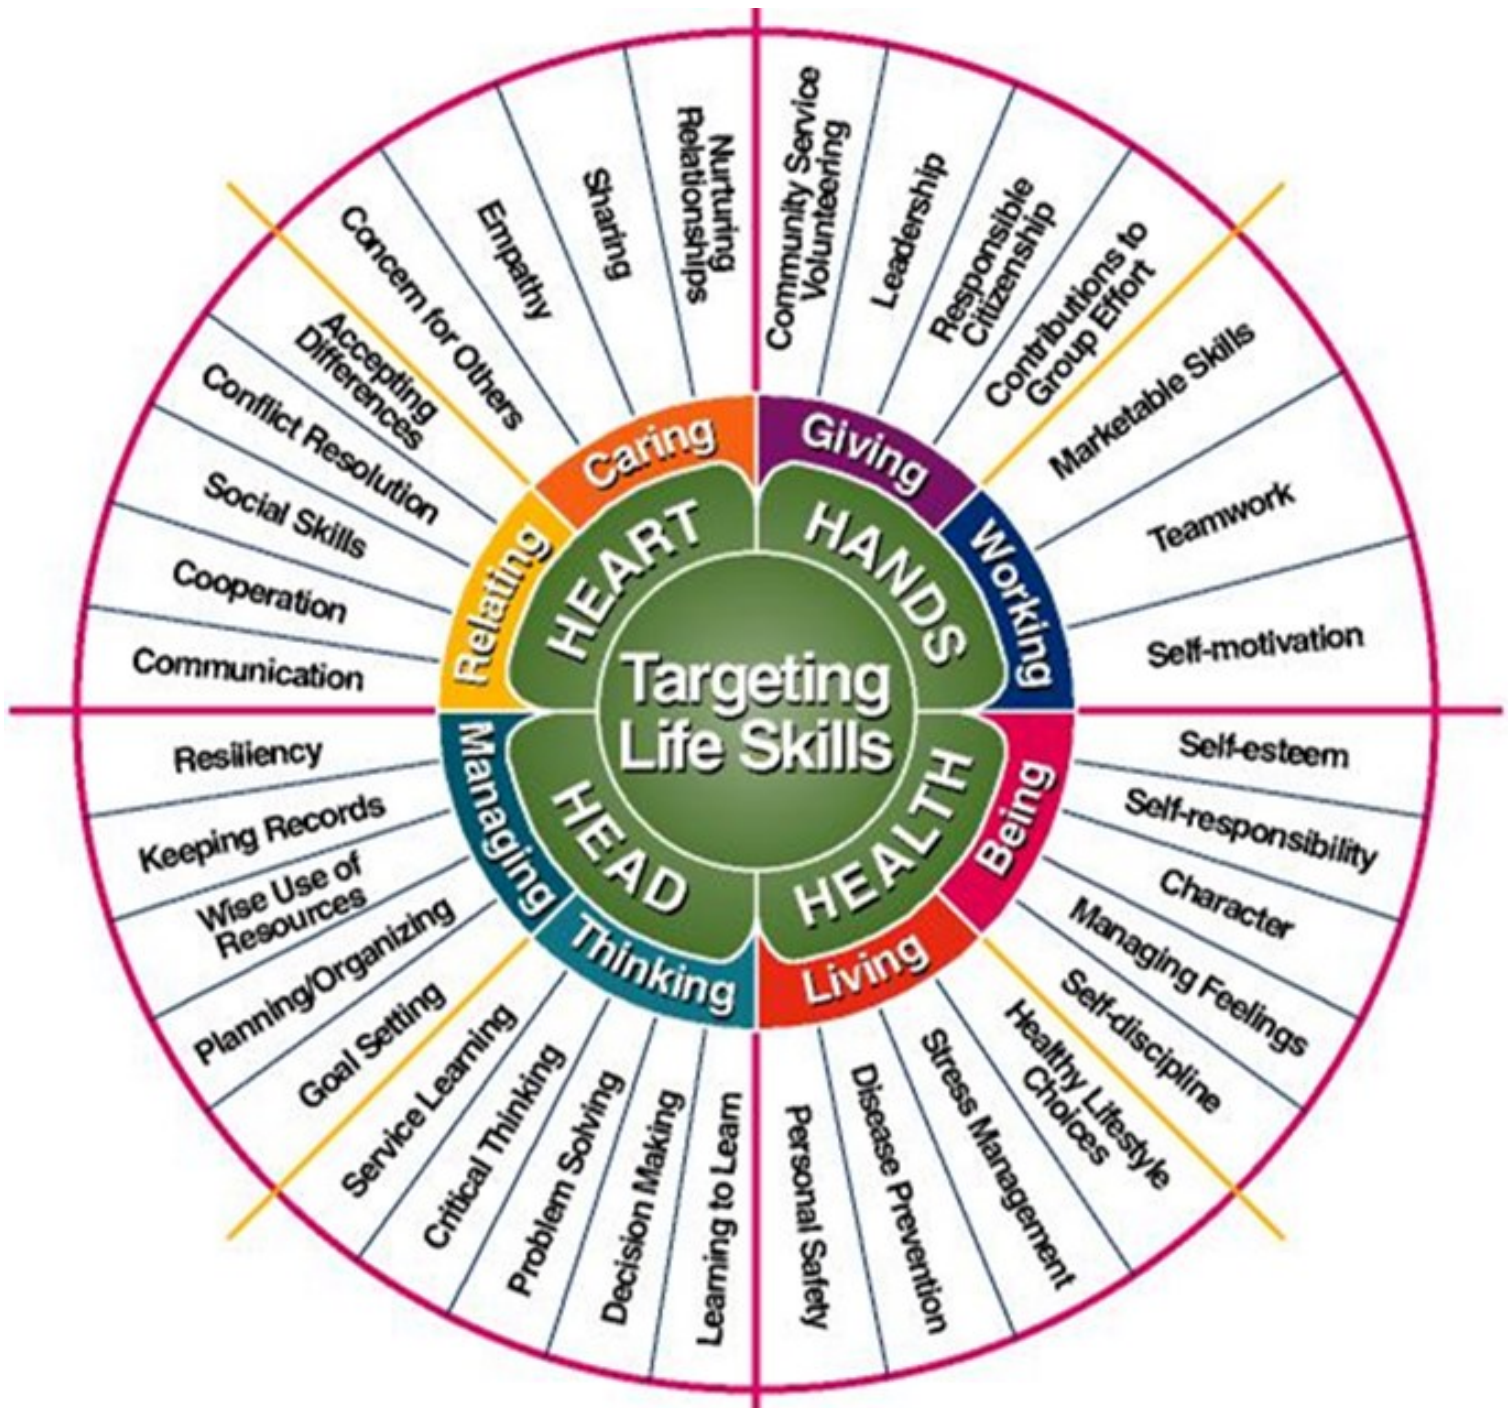 Targeting
Life Skills
HEART
HANDS
HEALTH
HEAD
Caring
Giving
Working
Being
Living
Thinking
Managing
Relating
Nurturing
Relationships
Sharing
Empathy
Concern for Others
Accepting
Differences
Conflict Resolution
Social Skills
Cooperation
Communication
Community Service
Volunteering
Leadership
Responsible
Citizenship
Contributions to
Group Effort
Marketable Skills
Teamwork
Self-motivation
Self-esteem
Self-responsibility
Character
Managing Feelings
Self-discipline
Healthy Lifestyle
Choices
Stress Management
Disease Prevention
Personal Safety
Learning to Learn
Decision Making
Problem Solving
Critical Thinking
Service Learning
Goal Setting
Planning/Organizing
Wise Use of
Resources
Keeping Records
Resiliency